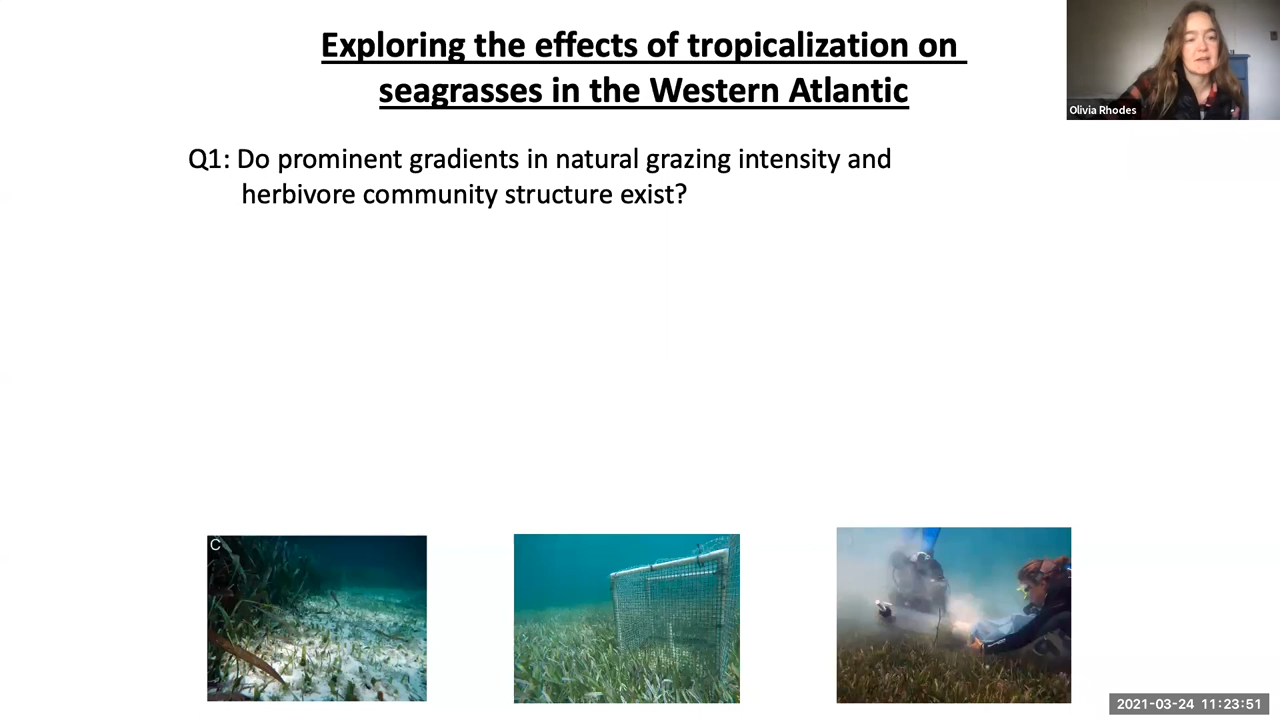 Exploring the effects of tropicalization on
seagrasses in the Western Atlantic
Olivia Rhodes
Q1: Do prominent gradients in natural grazing intensity and
herbivore community structure exist?
C
2021-03-24 11:23:51